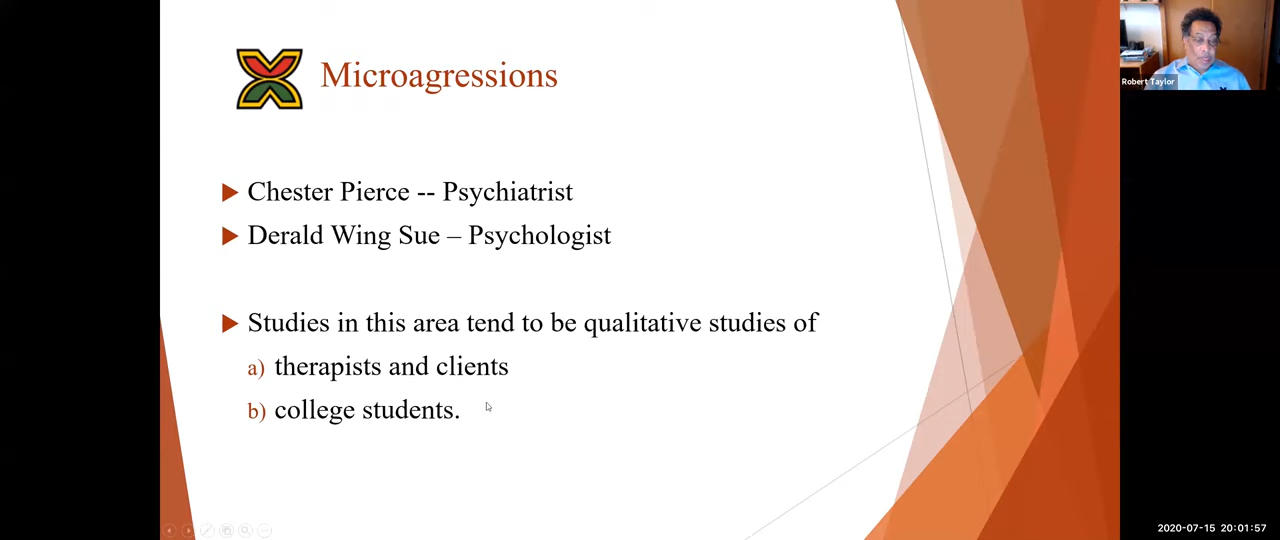 Microagressions
Robert Taylor
Chester Pierce -- Psychiatrist
Derald Wing Sue – Psychologist
Studies in this area tend to be qualitative studies of
a) therapists and clients
b) college students.
2020-07-15 20:01:57